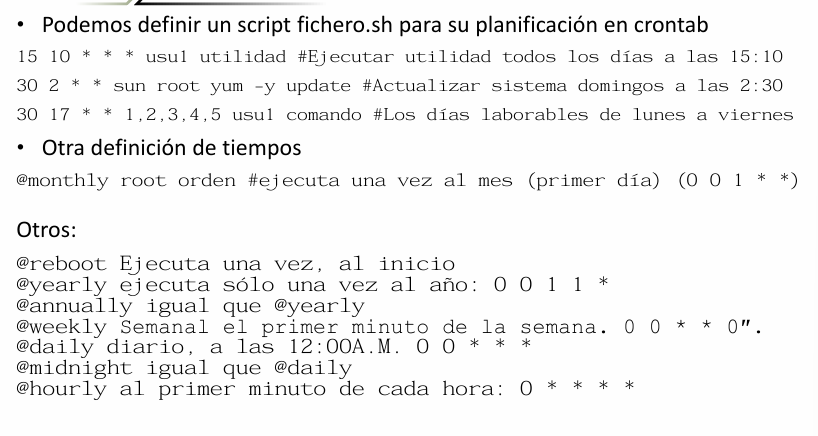 • Podemos definir un script fichero.sh para su planificación en crontab
15 10 * * * usu1 utilidad #Ejecutar utilidad todos los días a las 15:10
30 2 * * sun root yum -y update #Actualizar sistema domingos a las 2:30
30 17 * * 1,2,3,4,5 usu1 comando #Los días laborables de lunes a viernes
• Otra definición de tiempos
@monthly root orden #ejecuta una vez al mes (primer día) (0 0 1 * *)
Otros:
@reboot Ejecuta una vez, al inicio
@yearly ejecuta sólo una vez al año: 0 0 1 1 *
@annually igual que @yearly
@weekly Semanal el primer minuto de la semana. 0 0 * * 0".
@daily diario, a las 12:00A.M. 0 0 * * *
@midnight igual que @daily
@hourly al primer minuto de cada hora: 0 * * * *